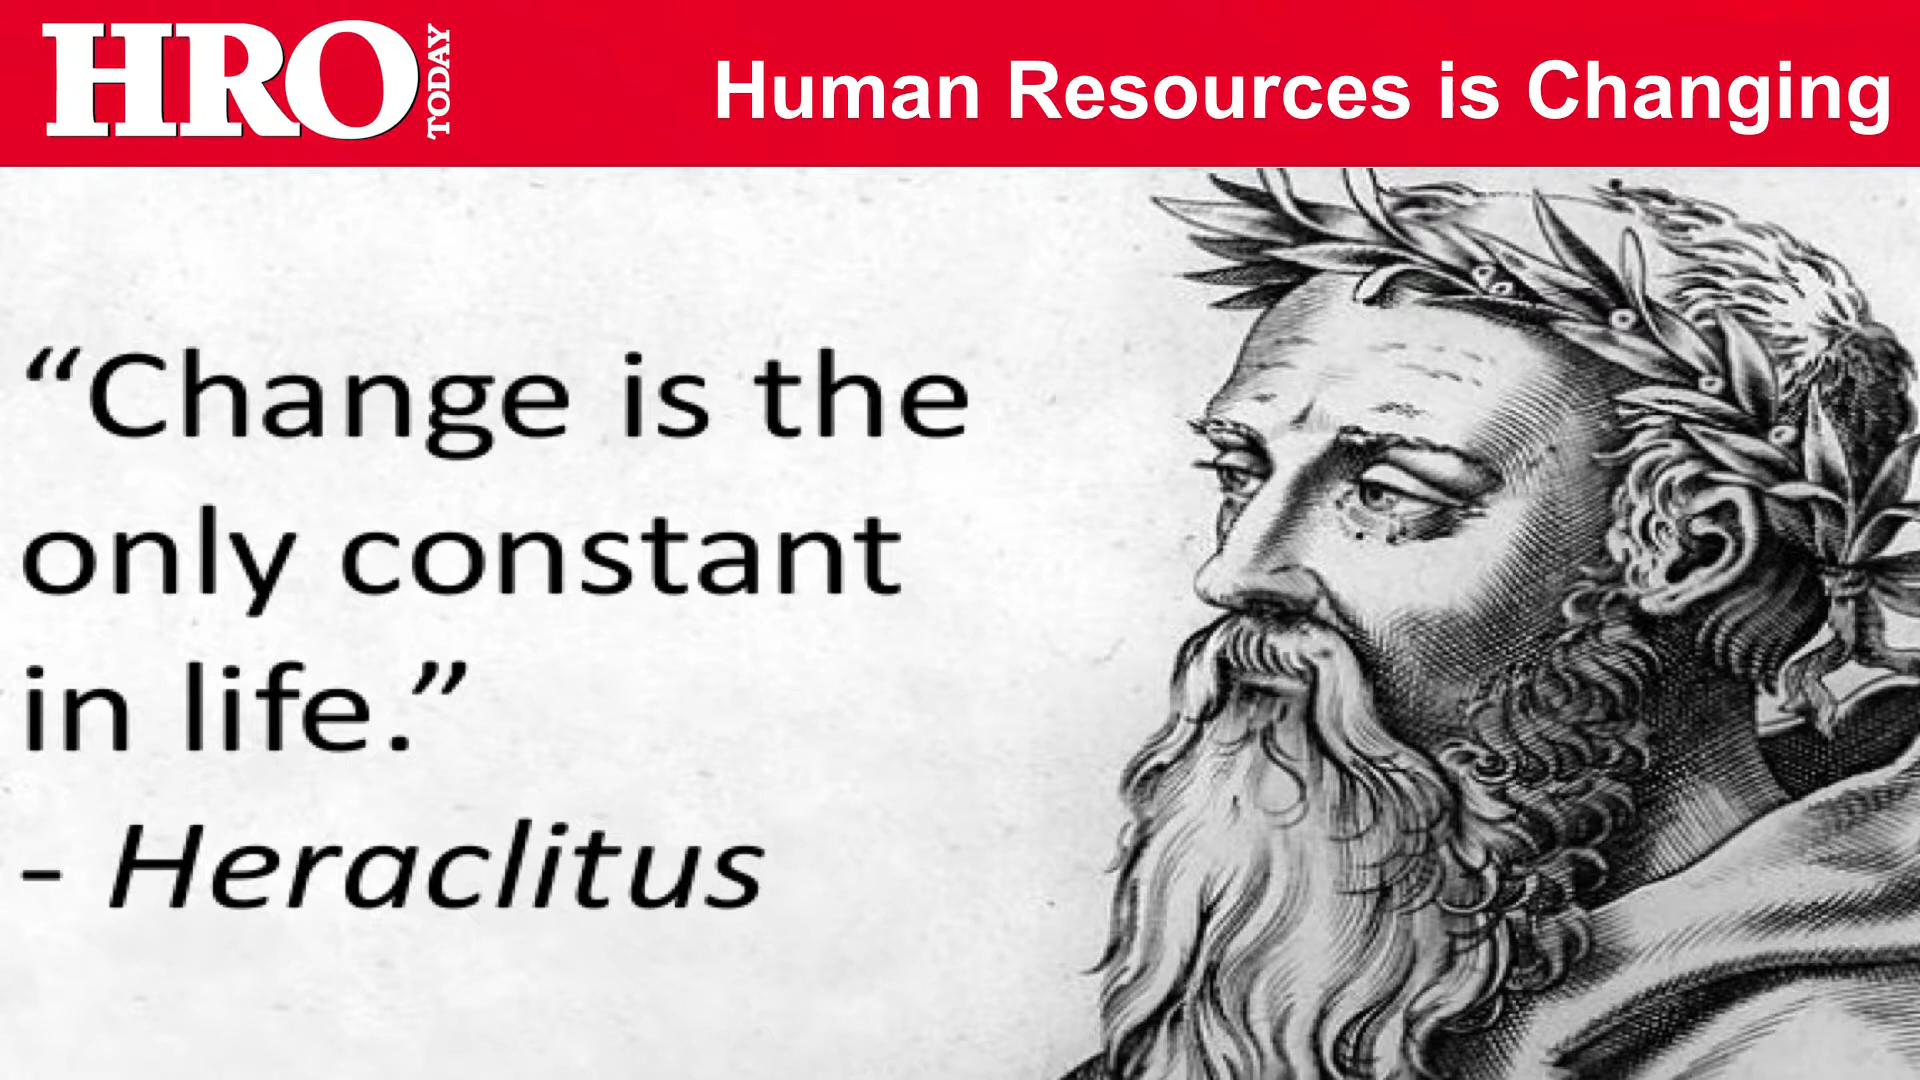 HRO TODAY
Human Resources is Changing
“Change is the
only constant
in life.”
- Heraclitus